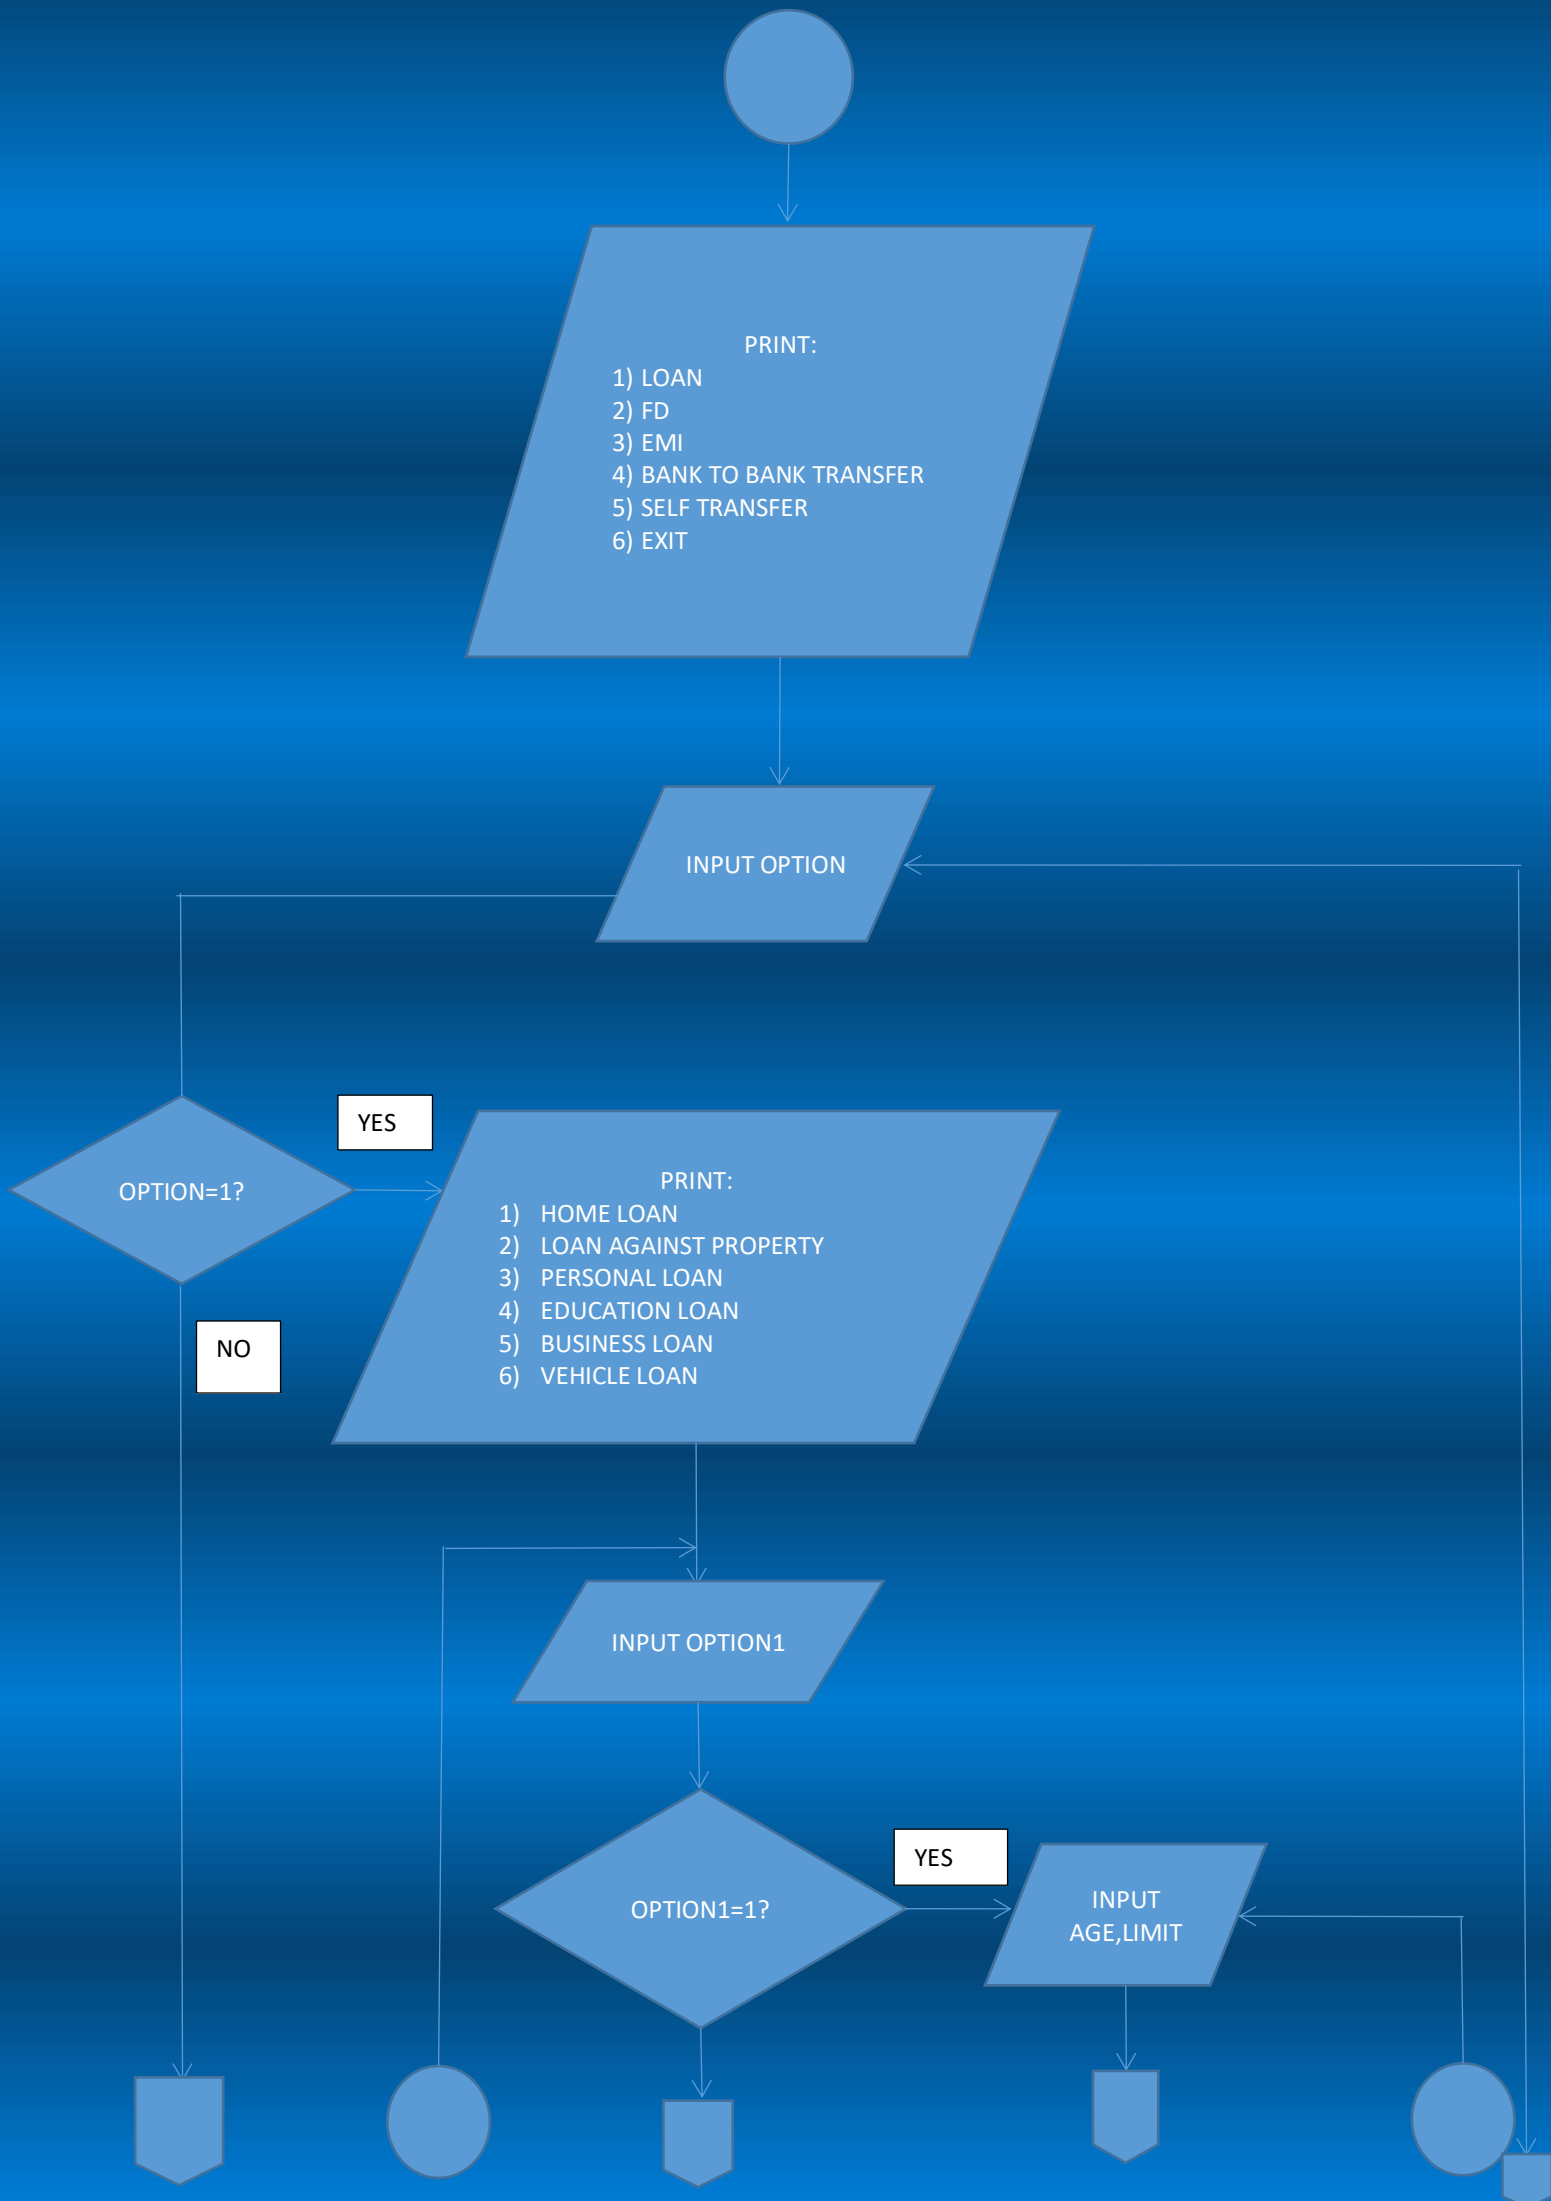 PRINT:
1) LOAN
2) FD
3) EMI
4) BANK TO BANK TRANSFER
5) SELF TRANSFER
6) EXIT
INPUT OPTION
YES
OPTION=1?
PRINT:
1) HOME LOAN
2) LOAN AGAINST PROPERTY
3) PERSONAL LOAN
4) EDUCATION LOAN
5) BUSINESS LOAN
6) VEHICLE LOAN
NO
INPUT OPTION1
YES
OPTION1=1?
INPUT
AGE,LIMIT